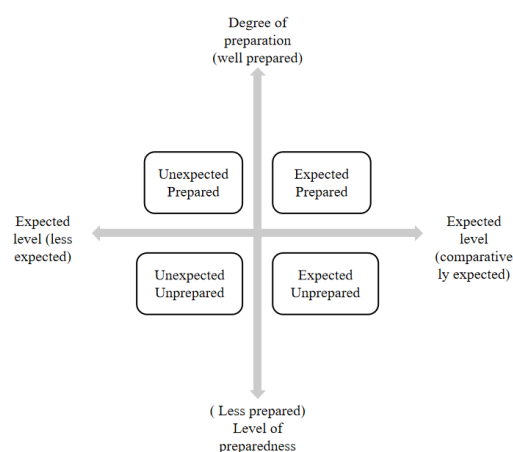 Degree of
preparation
(well prepared)
Unexpected
Prepared
Expected
Prepared
Expected
level (less
expected)
Expected
level
(comparative
ly expected)
Unexpected
Unprepared
Expected
Unprepared
( Less prepared)
Level of
preparedness